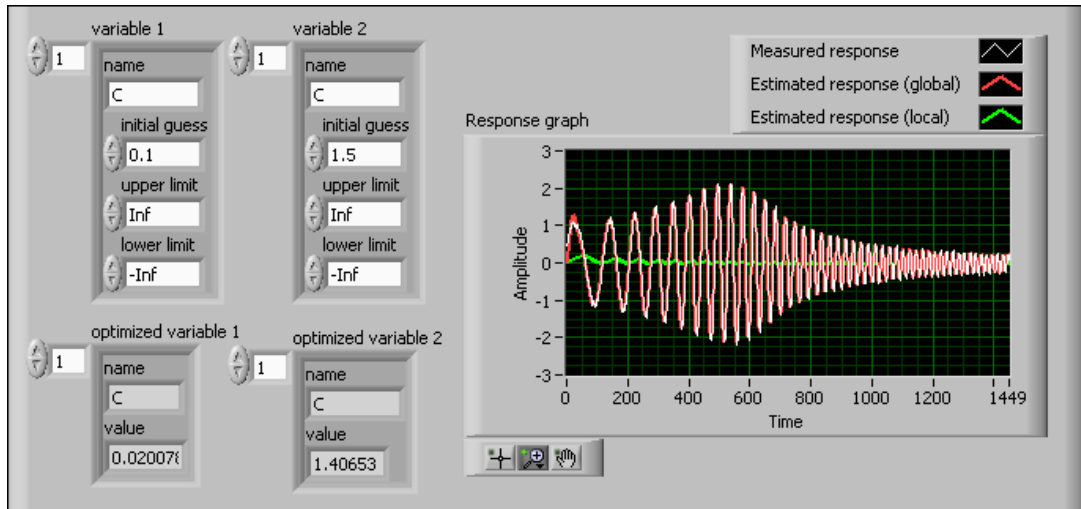 variable 1
1
name
C
initial guess
0.1
upper limit
Inf
lower limit
-Inf
variable 2
1
name
C
initial guess
1.5
upper limit
Inf
lower limit
-Inf
optimized variable 1
1
name
C
value
0.020078
optimized variable 2
1
name
C
value
1.40653
Measured response
Estimated response (global)
Estimated response (local)
Response graph
Amplitude
3
2
1
0
-1
-2
-3
0 200 400 600 800 1000 1200 1449
Time